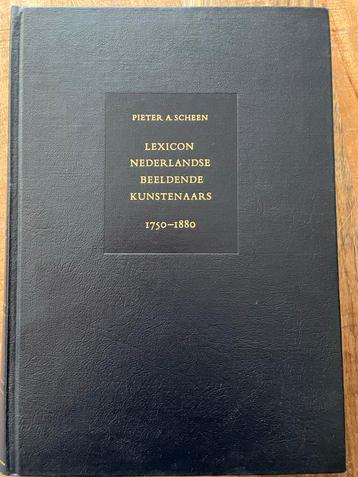 PIETER A. SCHEEN
LEXICON
NEDERLANDSE
BEELDENDE
KUNSTENAARS
1750–1880